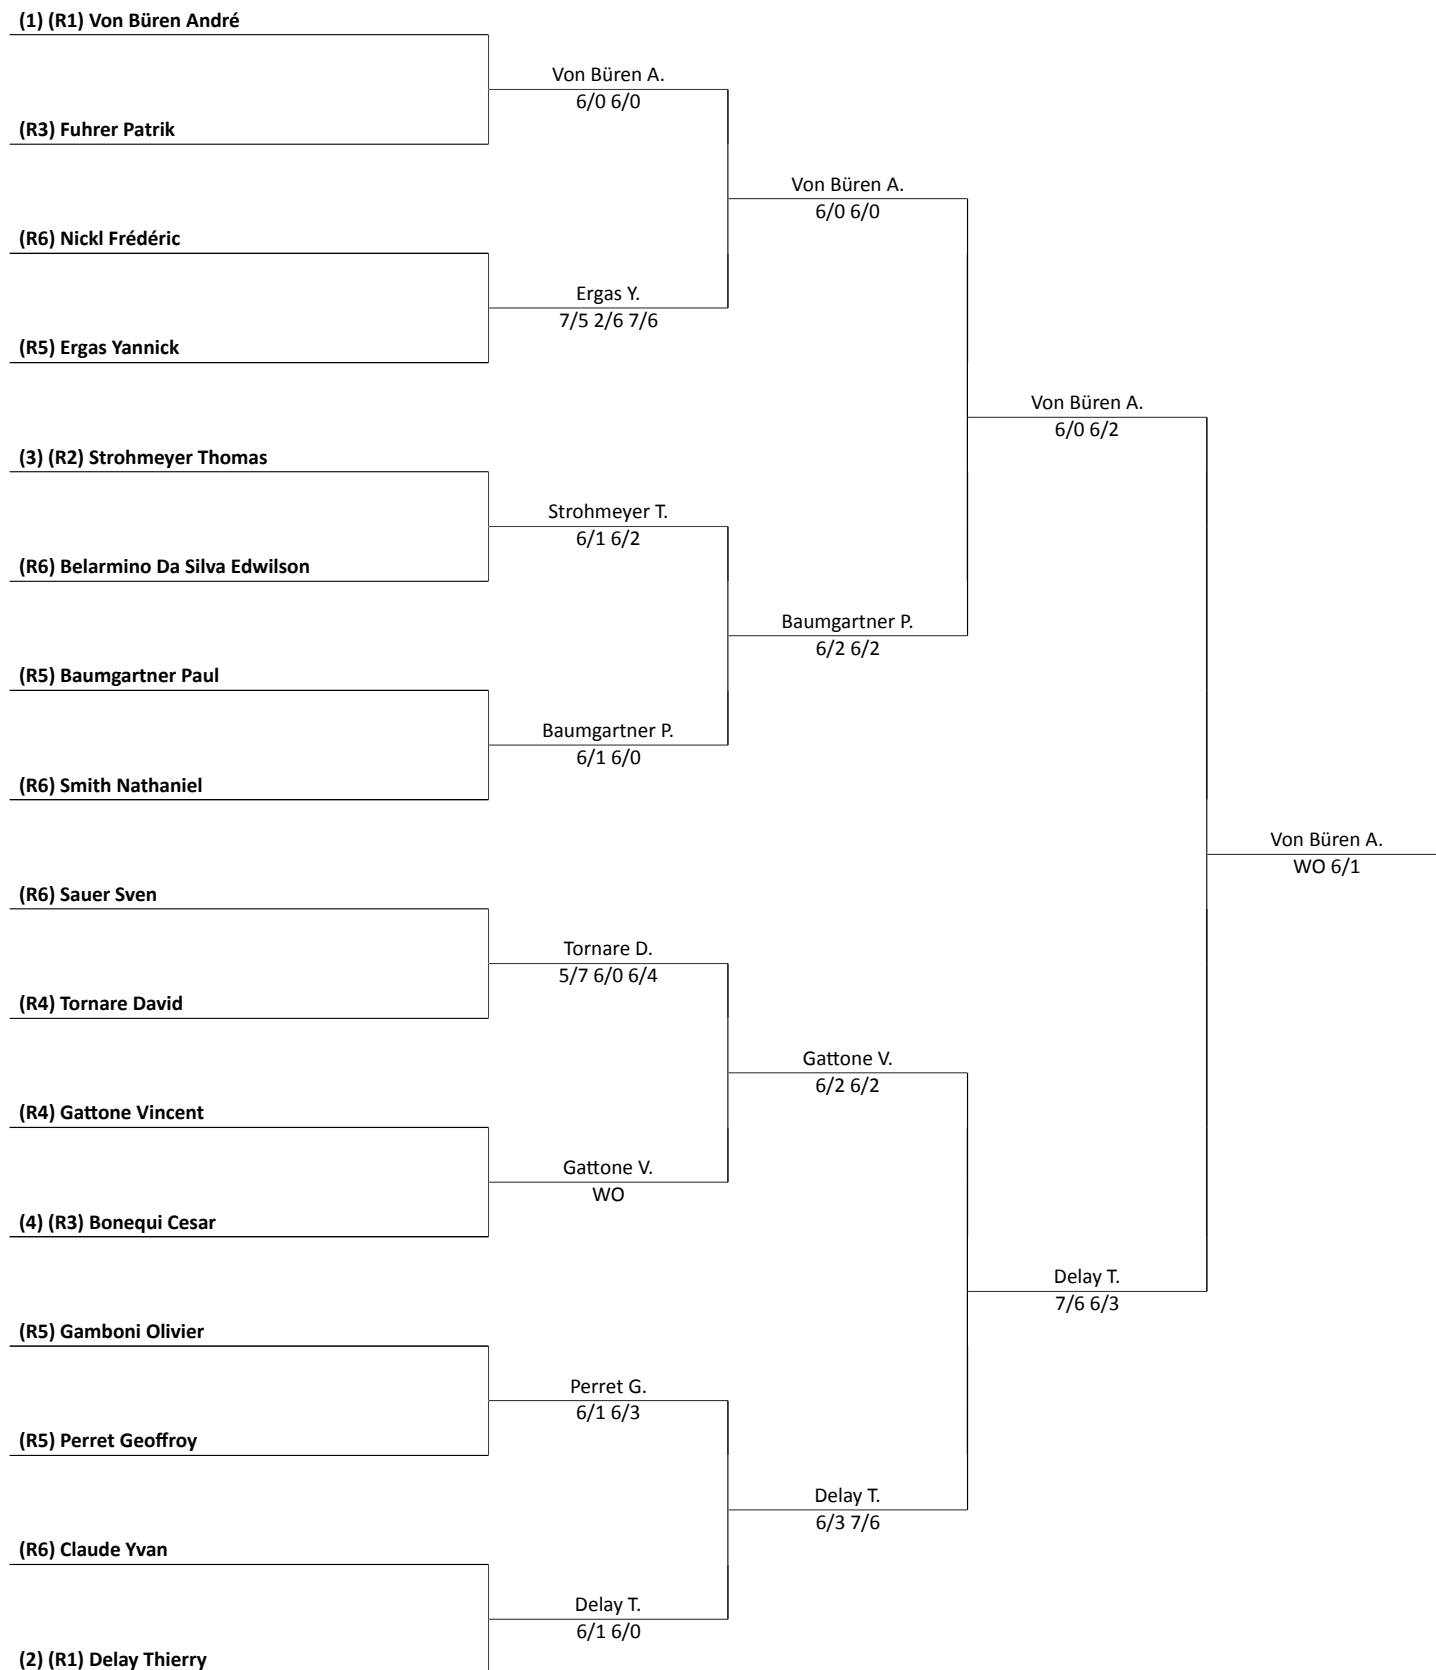 (1) (R1) Von Büren André
Von Büren A.
6/0 6/0
(R3) Fuhrer Patrik
Von Büren A.
6/0 6/0
(R6) Nickl Frédéric
Ergas Y.
7/5 2/6 7/6
(R5) Ergas Yannick
Von Büren A.
6/0 6/2
(3) (R2) Strohmeyer Thomas
Strohmeyer T.
6/1 6/2
(R6) Belarmino Da Silva Edwilson
Baumgartner P.
6/2 6/2
(R5) Baumgartner Paul
Baumgartner P.
6/1 6/0
(R6) Smith Nathaniel
Von Büren A.
WO 6/1
(R6) Sauer Sven
Tornare D.
5/7 6/0 6/4
(R4) Tornare David
Gattone V.
6/2 6/2
(R4) Gattone Vincent
Gattone V.
WO
(4) (R3) Bonequi Cesar
Delay T.
7/6 6/3
(R5) Gamboni Olivier
Perret G.
6/1 6/3
(R5) Perret Geoffroy
Delay T.
6/3 7/6
(R6) Claude Yvan
Delay T.
6/1 6/0
(2) (R1) Delay Thierry